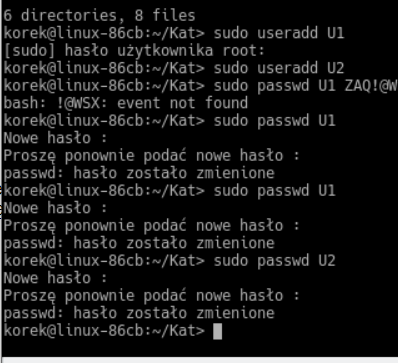 6 directories, 8 files
korek@linux-86cb:~/Kat> sudo useradd U1
[sudo] hasło użytkownika root:
korek@linux-86cb:~/Kat> sudo useradd U2
korek@linux-86cb:~/Kat> sudo passwd U1 ZAQ!@W
bash: !@WSX: event not found
korek@linux-86cb:~/Kat> sudo passwd U1
Nowe hasło :
Proszę ponownie podać nowe hasło :
passwd: hasło zostało zmienione
korek@linux-86cb:~/Kat> sudo passwd U1
Nowe hasło :
Proszę ponownie podać nowe hasło :
passwd: hasło zostało zmienione
korek@linux-86cb:~/Kat> sudo passwd U2
Nowe hasło :
Proszę ponownie podać nowe hasło :
passwd: hasło zostało zmienione
korek@linux-86cb:~/Kat>